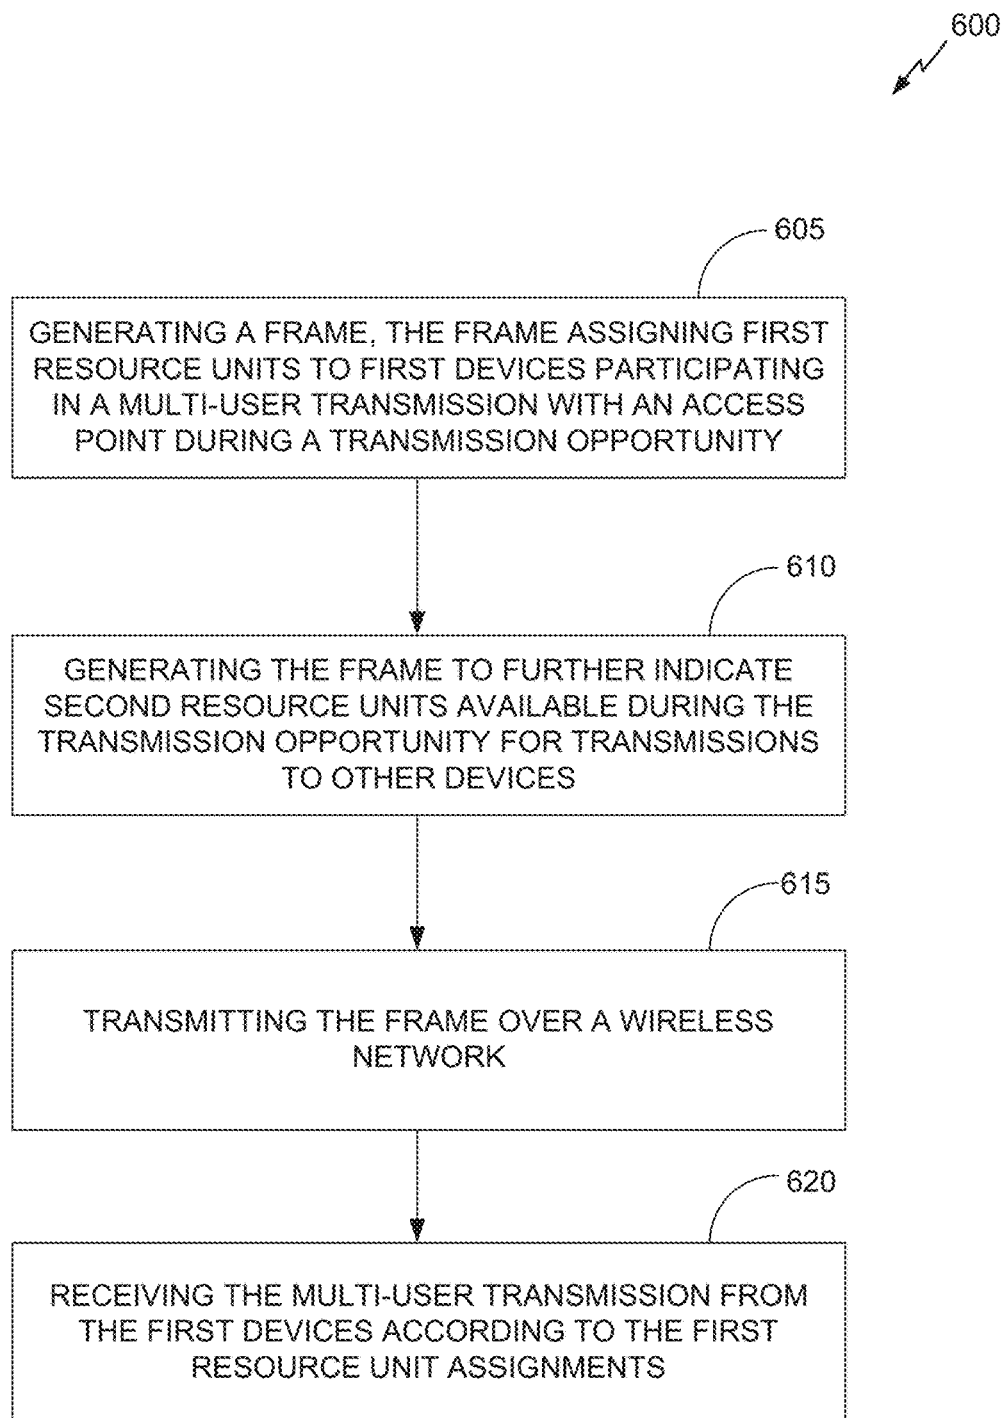 600
605
GENERATING A FRAME, THE FRAME ASSIGNING FIRST
RESOURCE UNITS TO FIRST DEVICES PARTICIPATING
IN A MULTI-USER TRANSMISSION WITH AN ACCESS
POINT DURING A TRANSMISSION OPPORTUNITY
610
GENERATING THE FRAME TO FURTHER INDICATE
SECOND RESOURCE UNITS AVAILABLE DURING THE
TRANSMISSION OPPORTUNITY FOR TRANSMISSIONS
TO OTHER DEVICES
615
TRANSMITTING THE FRAME OVER A WIRELESS
NETWORK
620
RECEIVING THE MULTI-USER TRANSMISSION FROM
THE FIRST DEVICES ACCORDING TO THE FIRST
RESOURCE UNIT ASSIGNMENTS